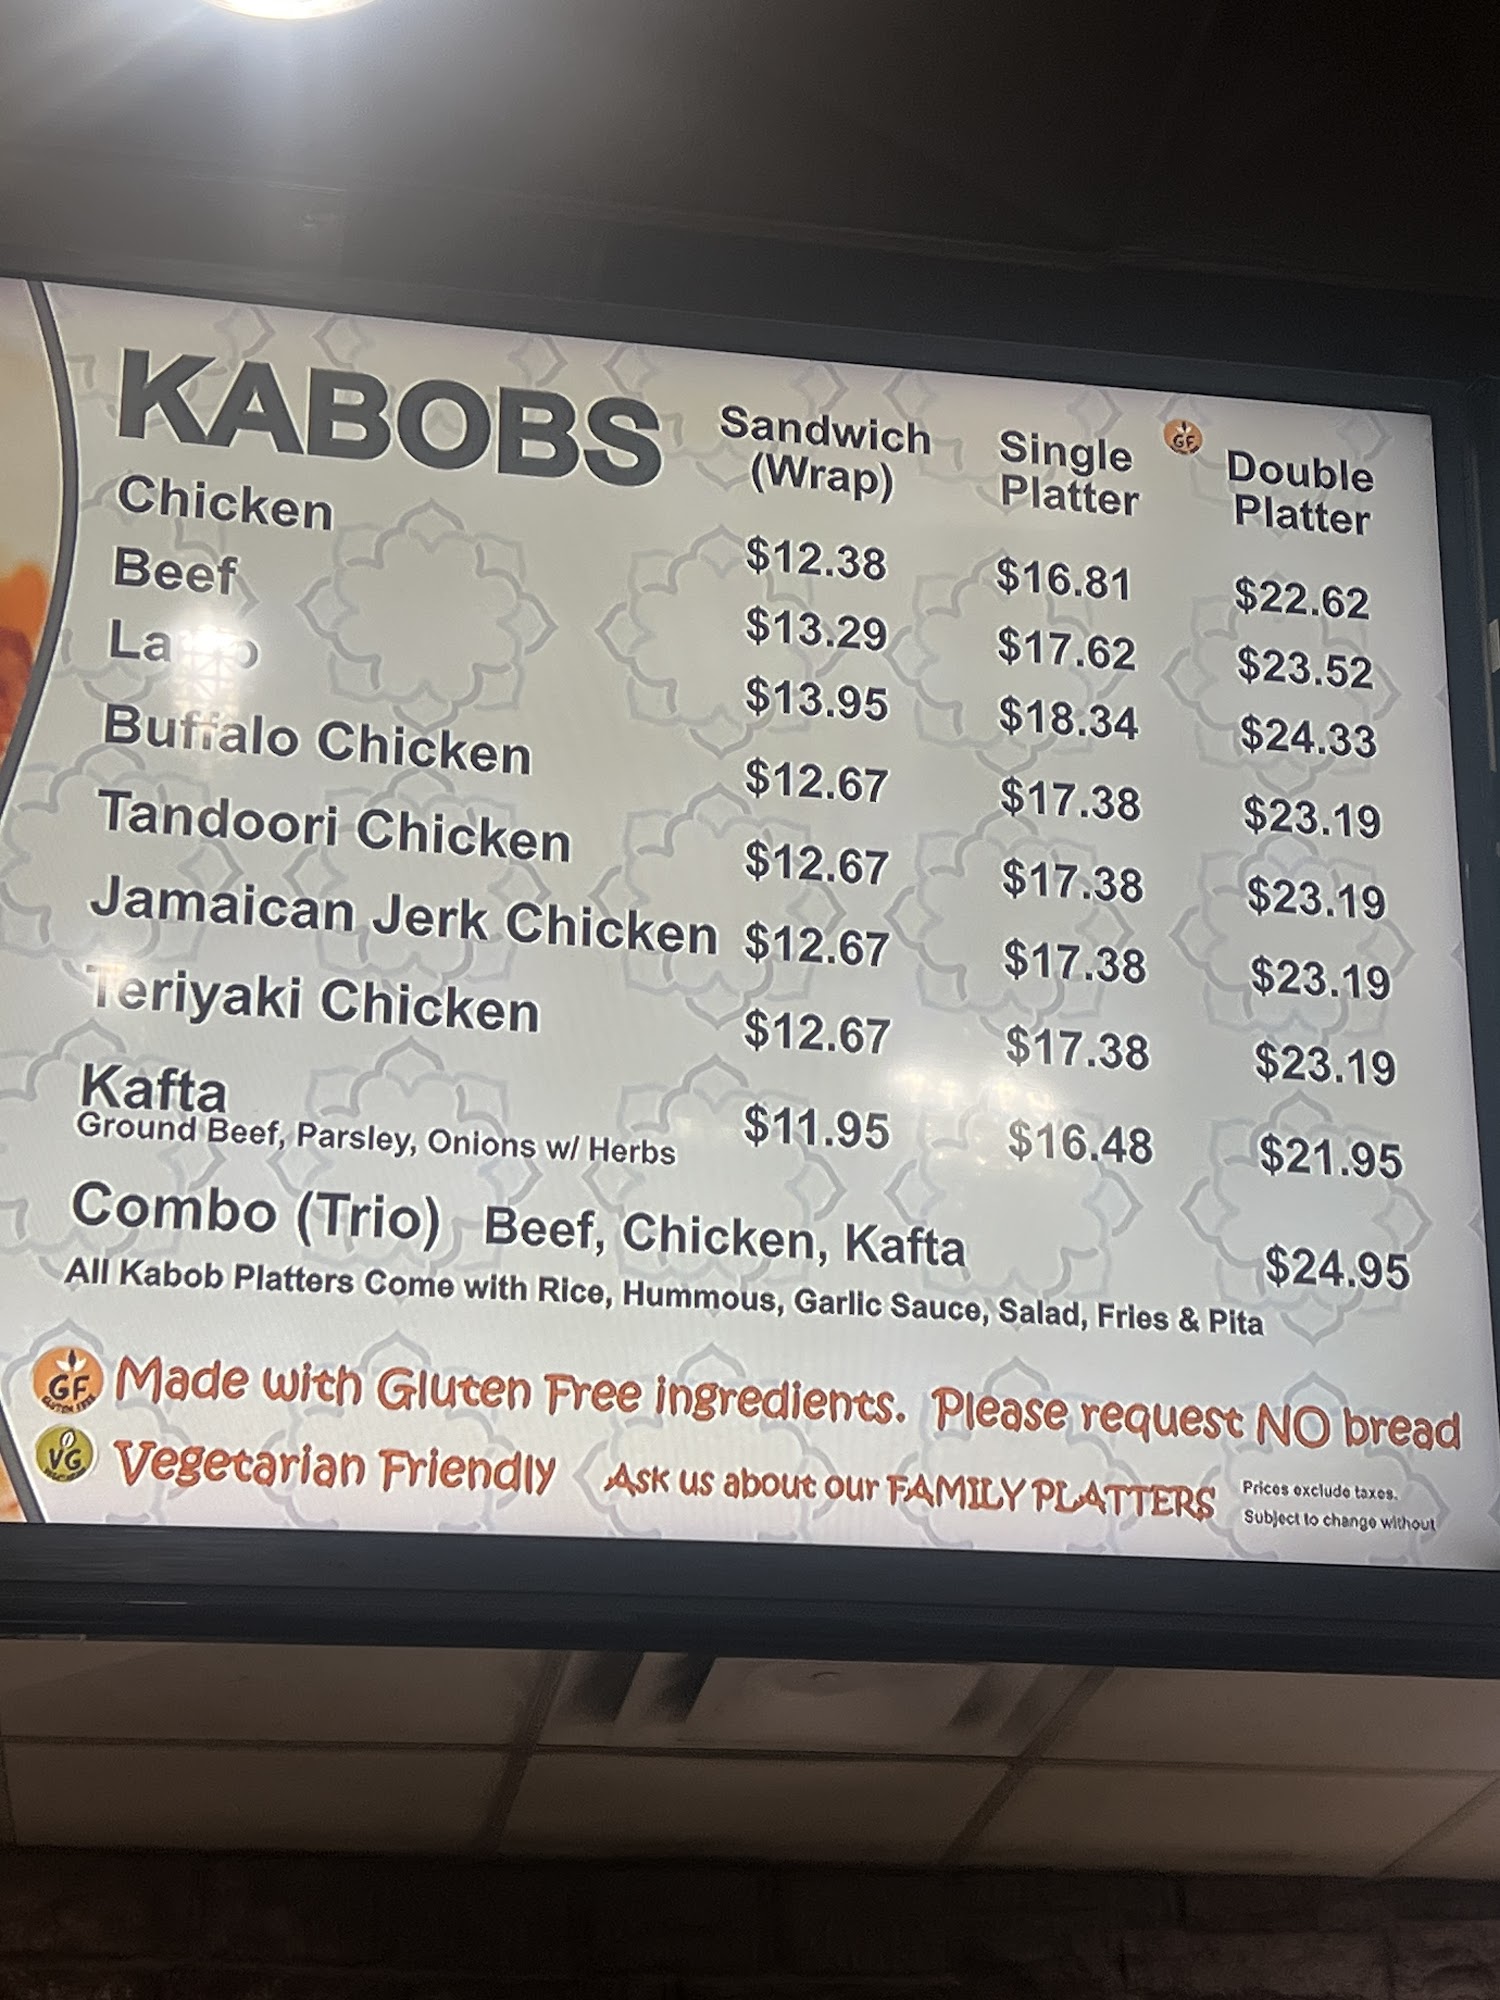 KABOBS
Sandwich (Wrap) Single Platter GF Double Platter
Chicken $12.38 $16.81 $22.62
Beef $13.29 $17.62 $23.52
$13.95 $18.34 $24.33
Buffalo Chicken $12.67 $17.38 $23.19
Tandoori Chicken $12.67 $17.38 $23.19
Jamaican Jerk Chicken $12.67 $17.38 $23.19
Teriyaki Chicken $12.67 $17.38 $23.19
Kafta $11.95 $16.48 $21.95
Ground Beef, Parsley, Onions w/ Herbs
Combo (Trio) Beef, Chicken, Kafta $24.95
All Kabob Platters Come with Rice, Hummous, Garlic Sauce, Salad, Fries & Pita
GF GLUTEN FREE Made with Gluten Free ingredients. Please request NO bread
VG Vegetarian Friendly Ask us about our FAMILY PLATTERS
Prices exclude taxes.
Subject to change without